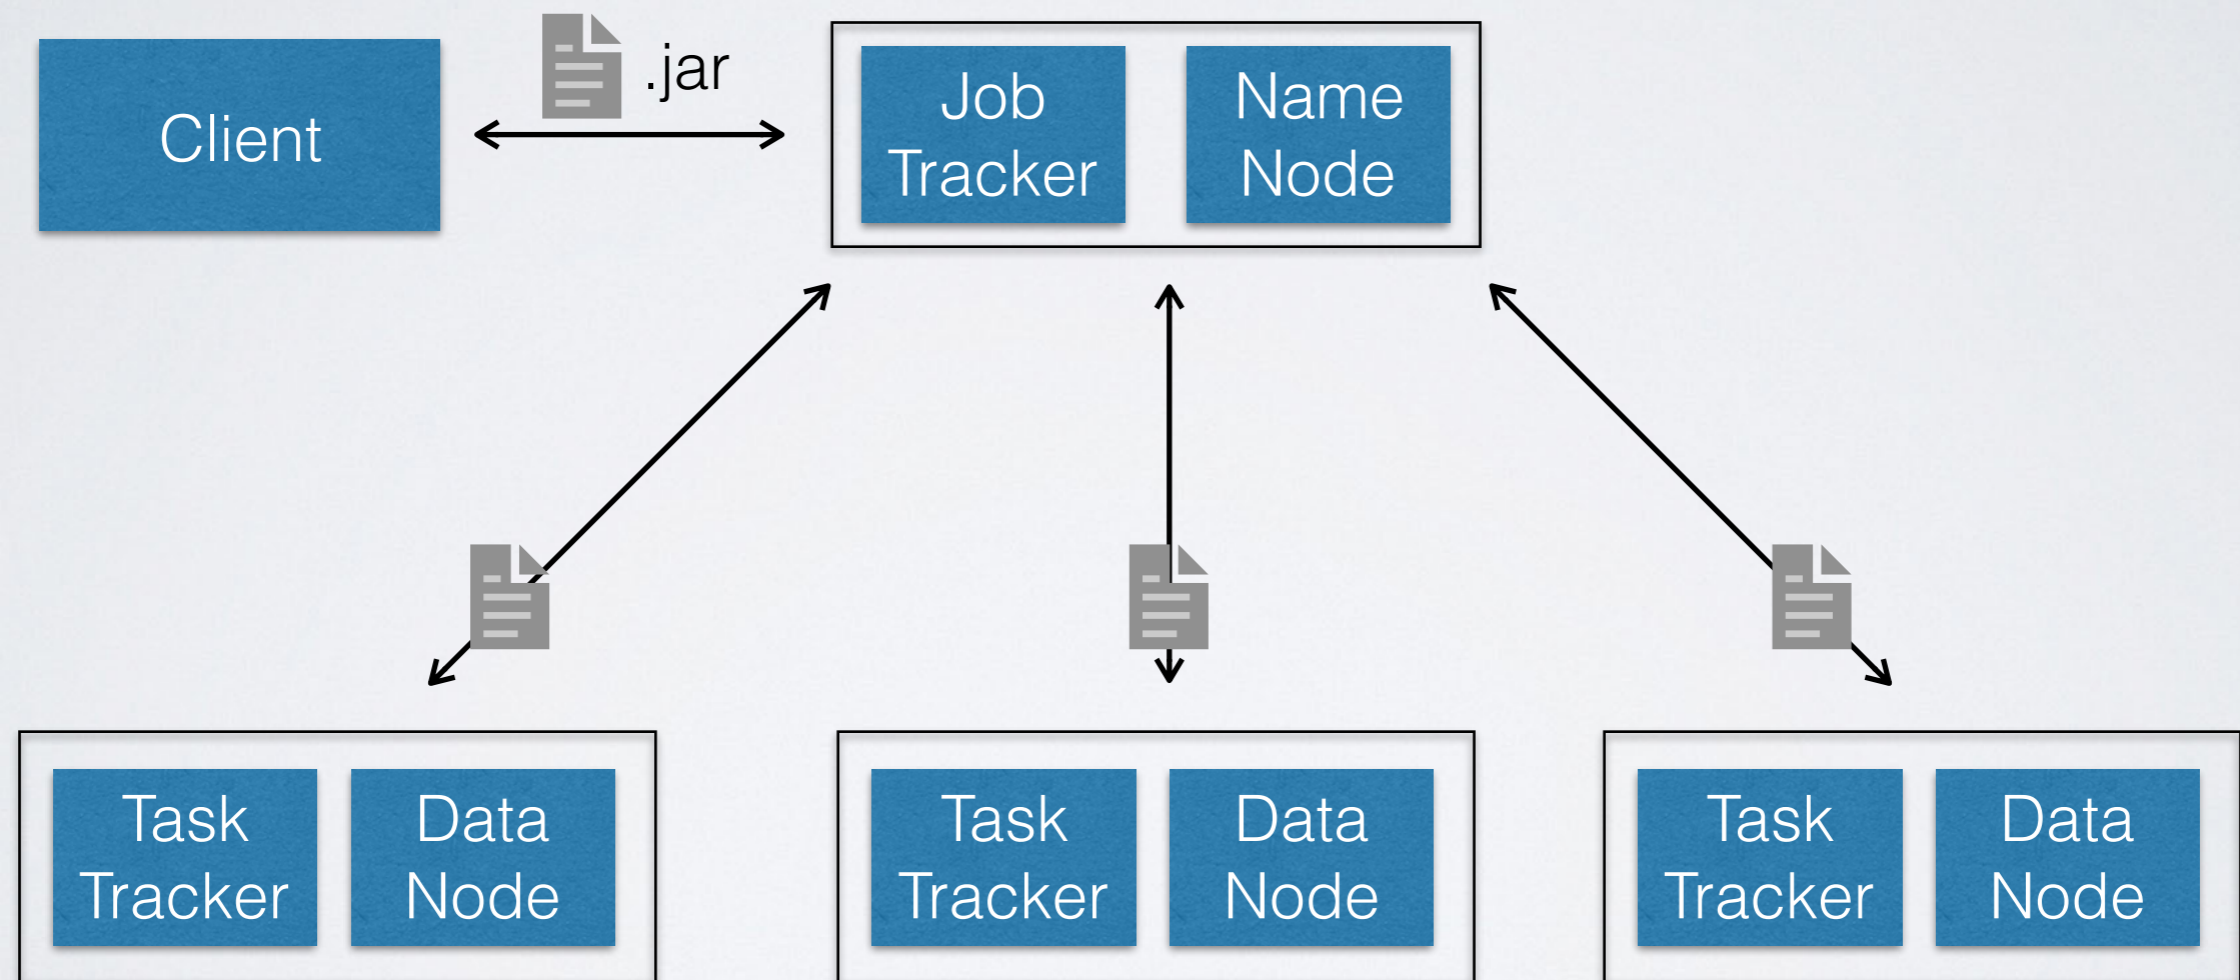 Client
.jar
Job
Tracker
Name
Node
Task
Tracker
Data
Node
Task
Tracker
Data
Node
Task
Tracker
Data
Node